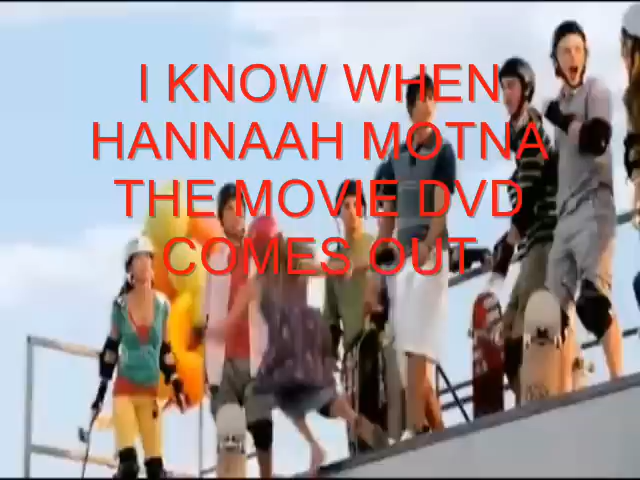 I KNOW WHEN
HANNAAH MOTNA
THE MOVIE DVD
COMES OUT